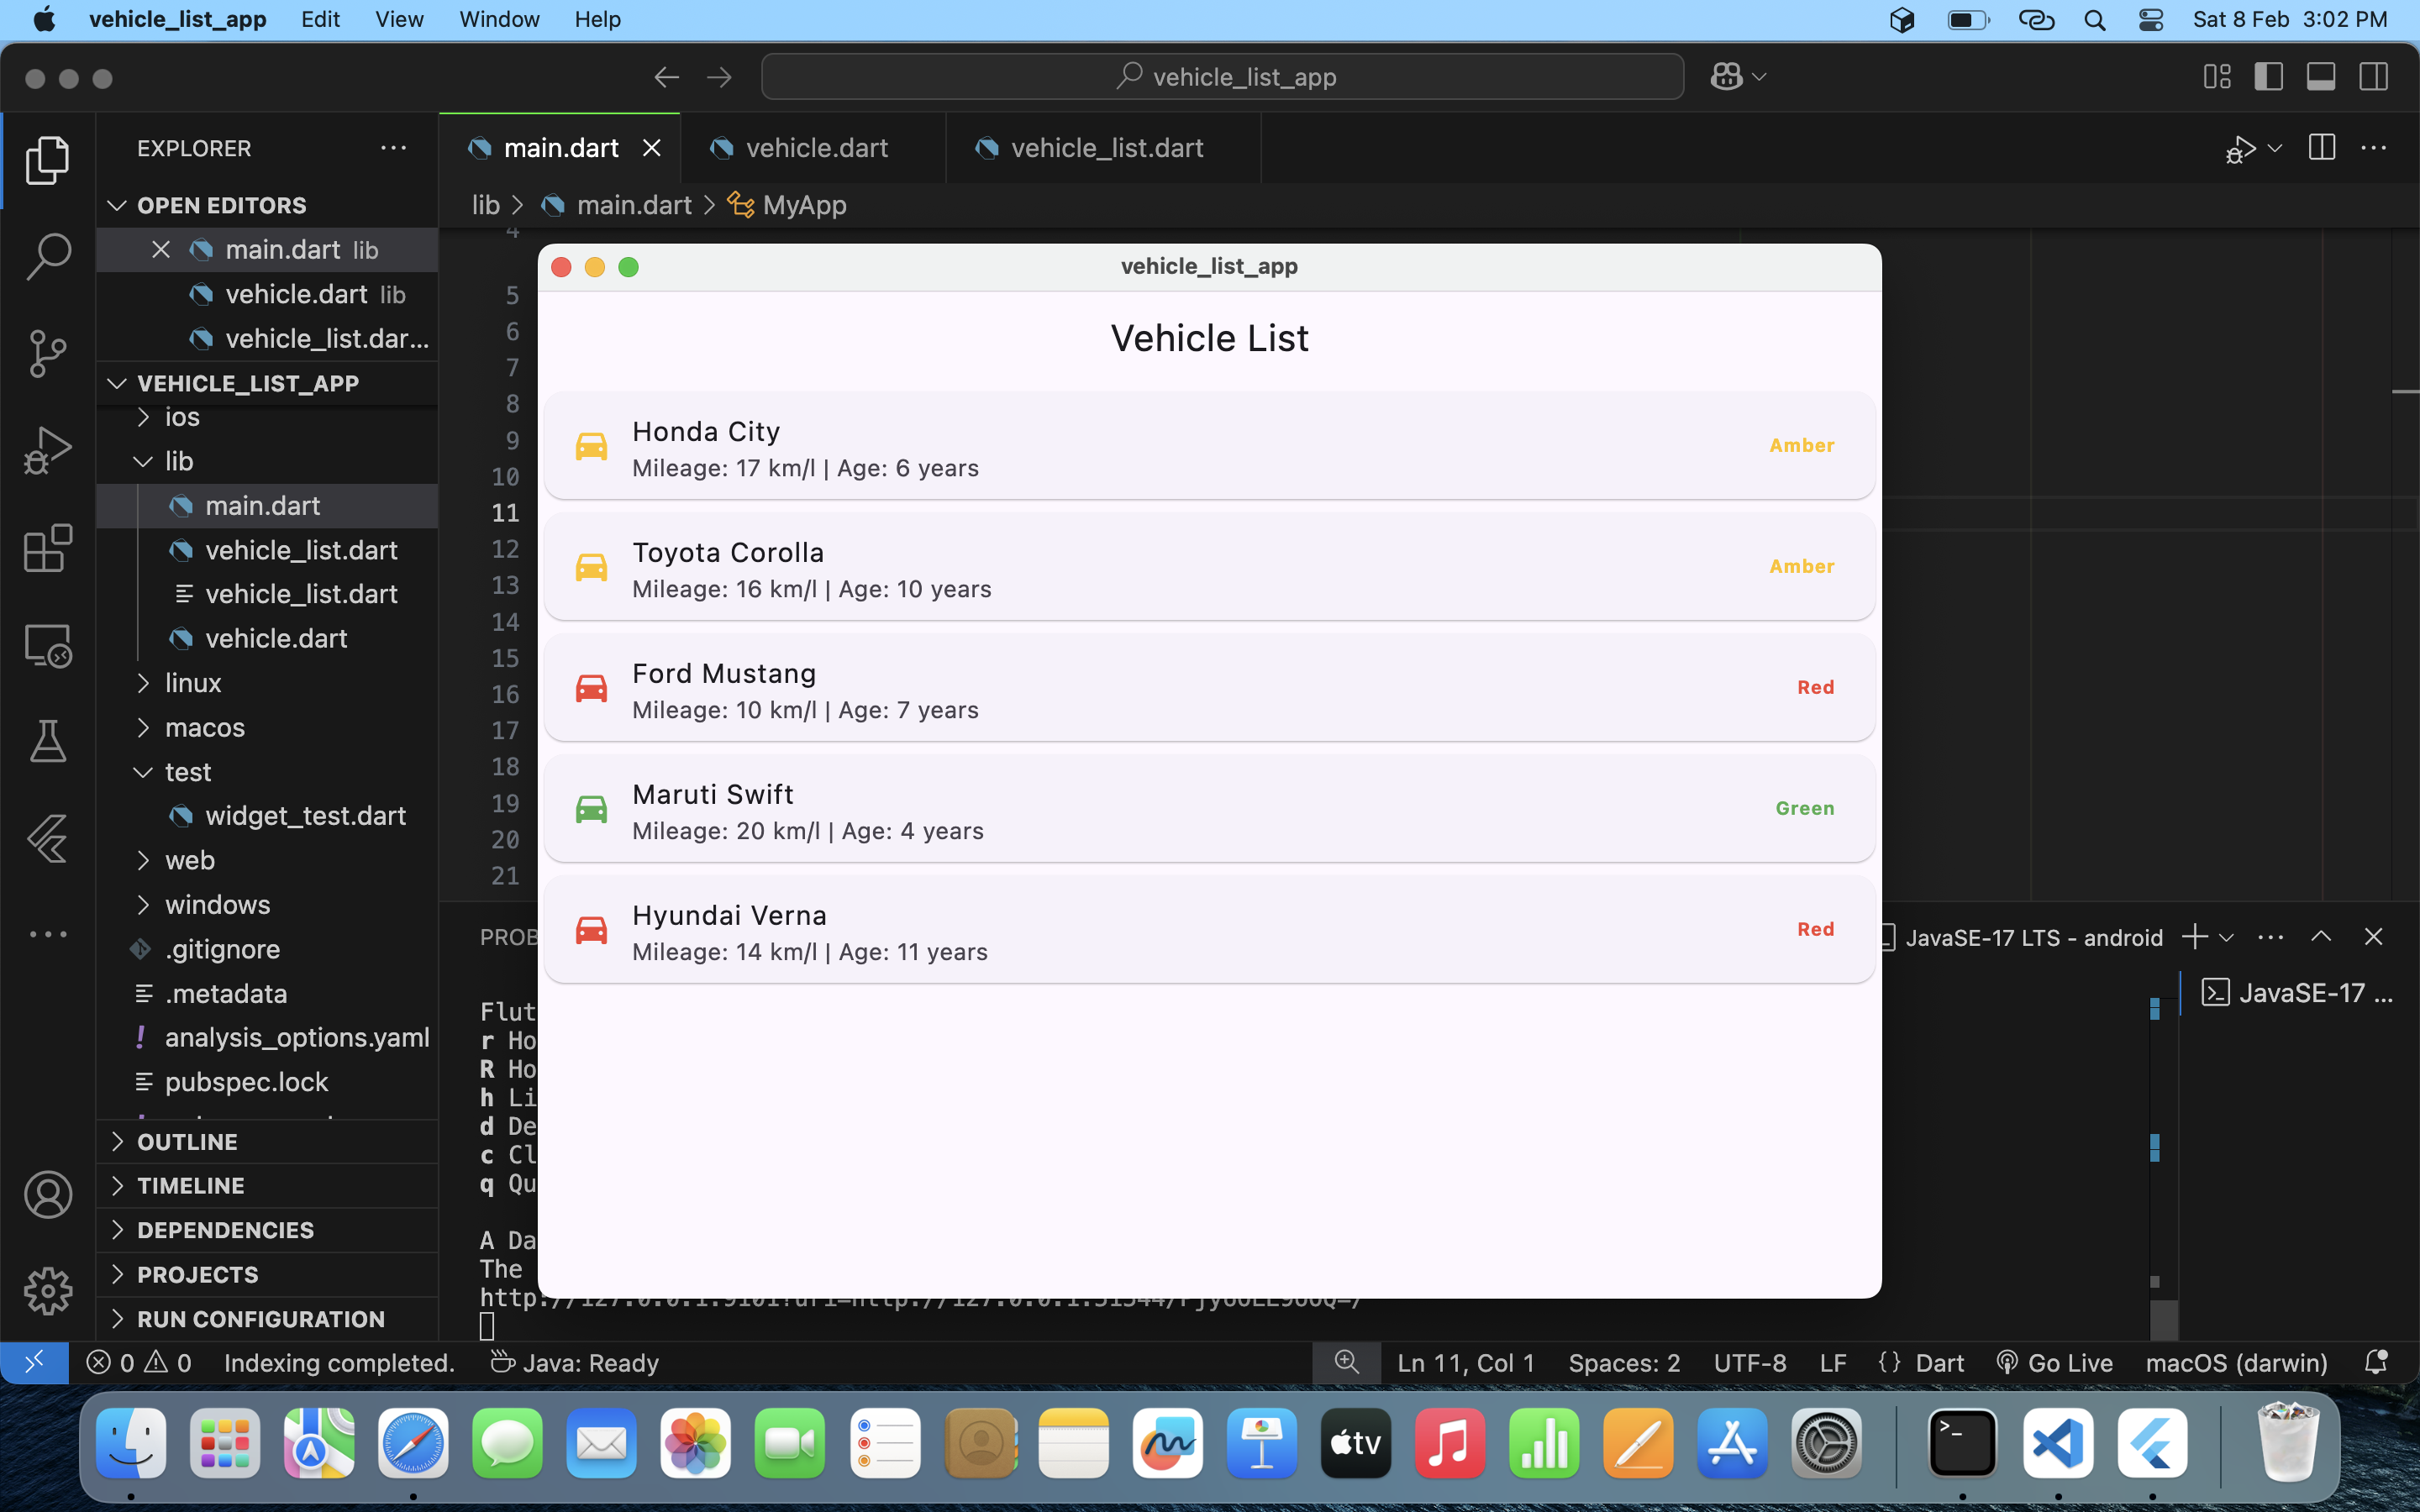 vehicle_list_app Edit View Window Help Sat 8 Feb 3:02 PM
vehicle_list_app
EXPLORER
OPEN EDITORS
main.dart lib
vehicle.dart lib
vehicle_list.dar...
VEHICLE_LIST_APP
ios
lib
main.dart
vehicle_list.dart
vehicle_list.dart
vehicle.dart
linux
macos
test
widget_test.dart
web
windows
.gitignore
.metadata
analysis_options.yaml
pubspec.lock
OUTLINE
TIMELINE
DEPENDENCIES
PROJECTS
RUN CONFIGURATION
main.dart vehicle.dart vehicle_list.dart
lib > main.dart > MyApp
4
5
6
7
8
9
10
11
12
13
14
15
16
17
18
19
20
21
vehicle_list_app
Vehicle List
Honda City
Mileage: 17 km/l | Age: 6 years
Amber
Toyota Corolla
Mileage: 16 km/l | Age: 10 years
Amber
Ford Mustang
Mileage: 10 km/l | Age: 7 years
Red
Maruti Swift
Mileage: 20 km/l | Age: 4 years
Green
Hyundai Verna
Mileage: 14 km/l | Age: 11 years
Red
PROB
JavaSE-17 LTS - android
JavaSE-17 ...
Flut
r Ho
R Ho
h Li
d De
c Cl
q Qu
A Da
The
0 0 Indexing completed. Java: Ready Ln 11, Col 1 Spaces: 2 UTF-8 LF {} Dart Go Live macOS (darwin)
tv